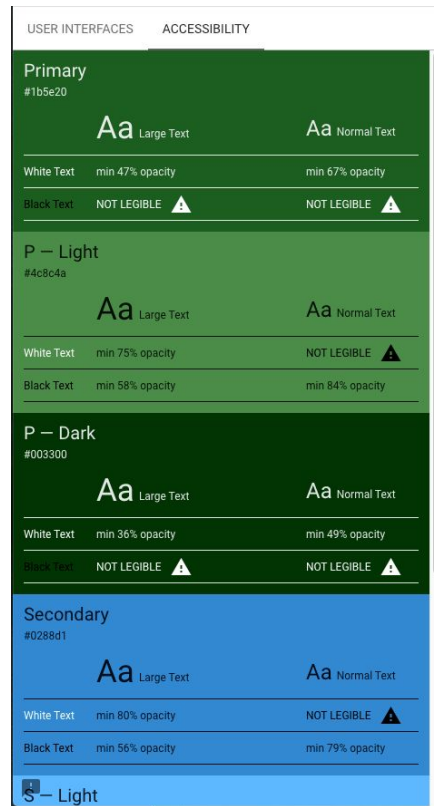 USER INTERFACES ACCESSIBILITY
Primary
#1b5e20
Aa Large Text Aa Normal Text
White Text min 47% opacity min 67% opacity
Black Text NOT LEGIBLE NOT LEGIBLE
P — Light
#4c8c4a
Aa Large Text Aa Normal Text
White Text min 75% opacity NOT LEGIBLE
Black Text min 58% opacity min 84% opacity
P — Dark
#003300
Aa Large Text Aa Normal Text
White Text min 36% opacity min 49% opacity
Black Text NOT LEGIBLE NOT LEGIBLE
Secondary
#0288d1
Aa Large Text Aa Normal Text
White Text min 80% opacity NOT LEGIBLE
Black Text min 56% opacity min 79% opacity
S — Light